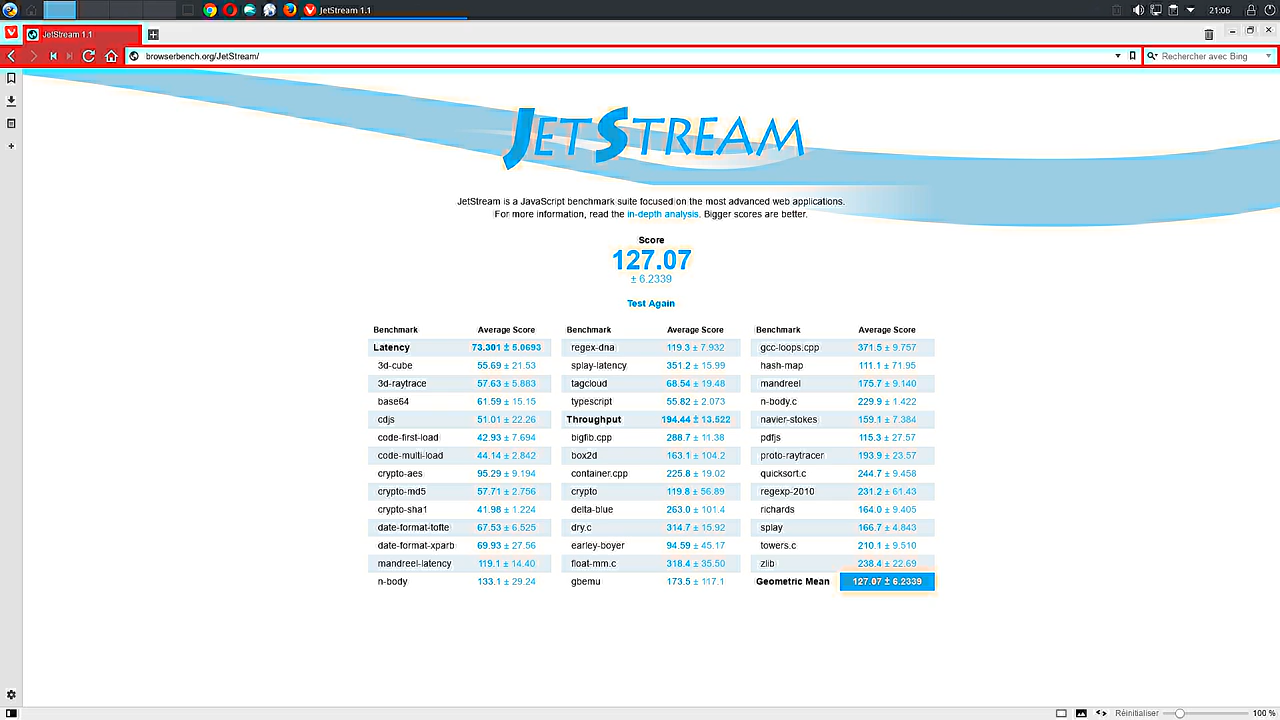 JetStream 1.1
21:06
JetStream 1.1
browserbench.org/JetStream/
Rechercher avec Bing
JETSTREAM
JetStream is a JavaScript benchmark suite focused on the most advanced web applications.
For more information, read the in-depth analysis. Bigger scores are better.
Score
127.07
± 6.2339
Test Again
Benchmark Average Score
Latency 73.301 ± 5.0693
3d-cube 55.69 ± 21.53
3d-raytrace 57.63 ± 5.883
base64 61.59 ± 15.15
cdjs 51.01 ± 22.26
code-first-load 42.93 ± 7.694
code-multi-load 44.14 ± 2.842
crypto-aes 95.29 ± 9.194
crypto-md5 57.71 ± 2.756
crypto-sha1 41.98 ± 1.224
date-format-tofte 67.53 ± 6.525
date-format-xparb 69.93 ± 27.56
mandreel-latency 119.1 ± 14.40
n-body 133.1 ± 29.24
Benchmark Average Score
regex-dna 119.3 ± 7.932
splay-latency 351.2 ± 15.99
tagcloud 68.54 ± 19.48
typescript 55.82 ± 2.073
Throughput 194.44 ± 13.522
bigfib.cpp 286.7 ± 11.38
box2d 163.1 ± 104.2
container.cpp 225.8 ± 19.02
crypto 119.8 ± 56.89
delta-blue 263.0 ± 101.4
dry.c 314.7 ± 15.92
earley-boyer 94.59 ± 45.17
float-mm.c 318.4 ± 35.50
gbemu 173.5 ± 117.1
Benchmark Average Score
gcc-loops.cpp 371.5 ± 9.757
hash-map 111.1 ± 71.95
mandreel 175.7 ± 9.140
n-body.c 229.9 ± 1.422
navier-stokes 159.1 ± 7.384
pdfjs 115.3 ± 27.57
proto-raytracer 193.9 ± 23.57
quicksort.c 244.7 ± 9.458
regexp-2010 231.2 ± 61.43
richards 164.0 ± 9.405
splay 166.7 ± 4.843
towers.c 210.1 ± 9.510
zlib 238.4 ± 22.69
Geometric Mean 127.07 ± 6.2339
Réinitialiser 100 %